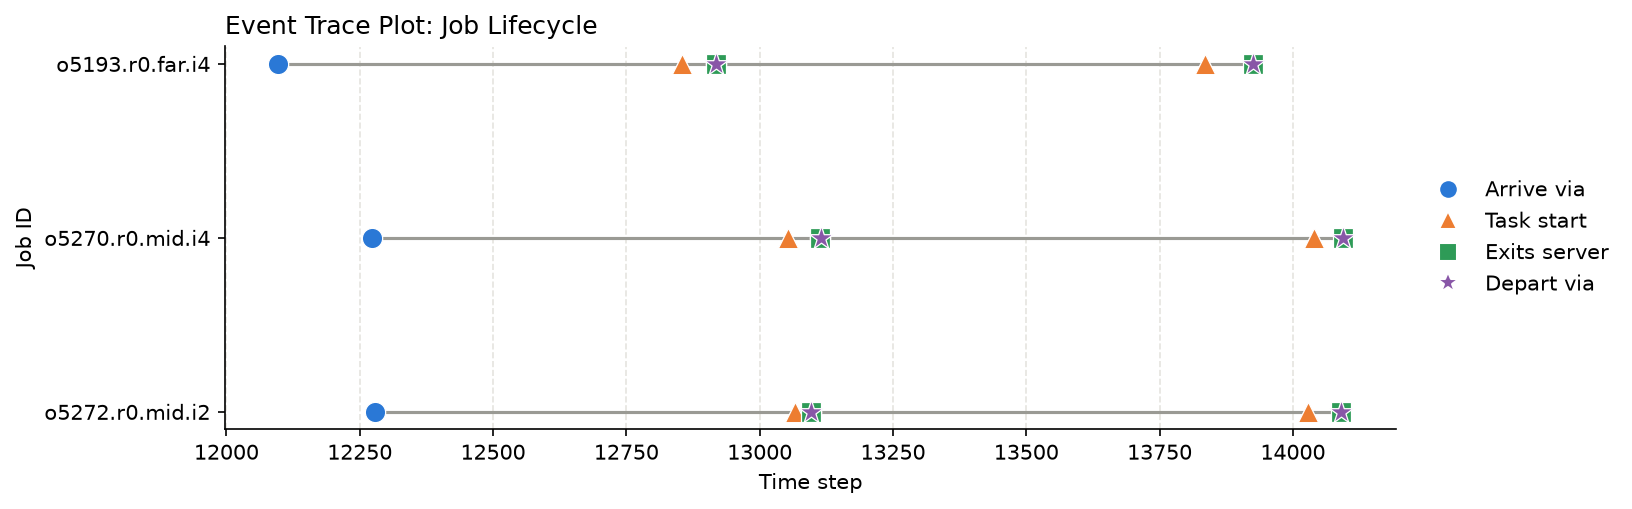 Event Trace Plot: Job Lifecycle
o5193.r0.far.i4
o5270.r0.mid.i4
o5272.r0.mid.i2
Job ID
12000 12250 12500 12750 13000 13250 13500 13750 14000
Time step
Arrive via
Task start
Exits server
Depart via